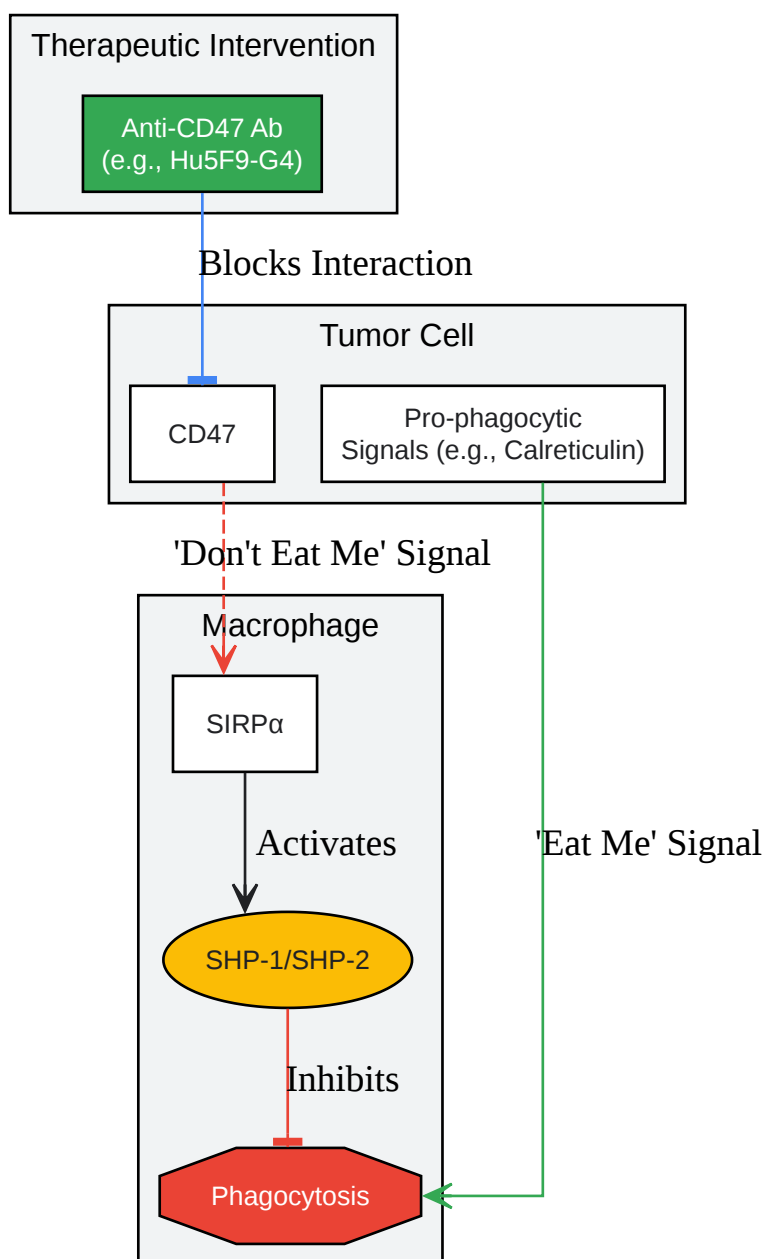 Therapeutic Intervention
Anti-CD47 Ab
(e.g., Hu5F9-G4)
Blocks Interaction
Tumor Cell
CD47
Pro-phagocytic
Signals (e.g., Calreticulin)
'Don't Eat Me' Signal
Macrophage
SIRPα
Activates
'Eat Me' Signal
SHP-1/SHP-2
Inhibits
Phagocytosis